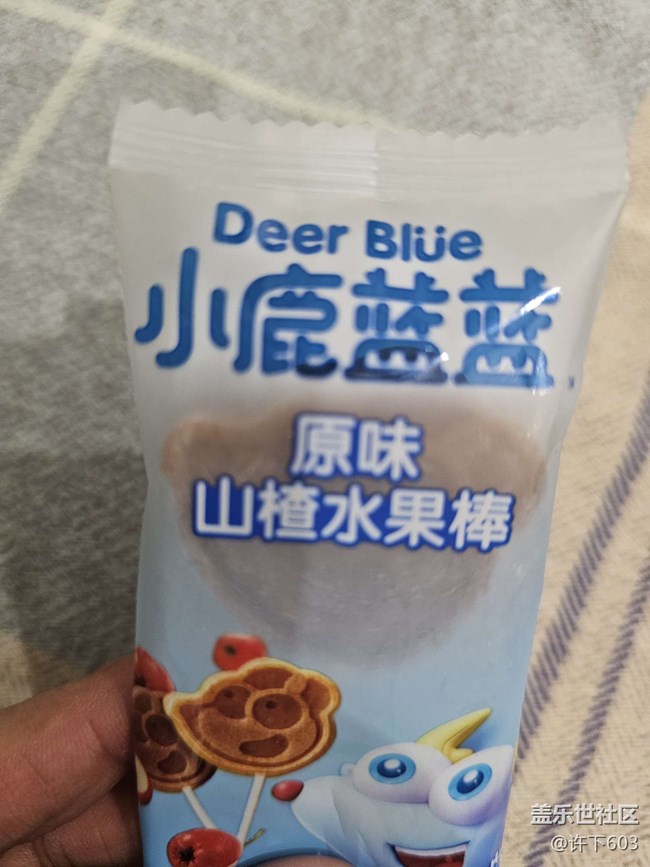 Deer Blue
小鹿蓝蓝
原味
山楂水果棒
盖乐世社区
@许下603